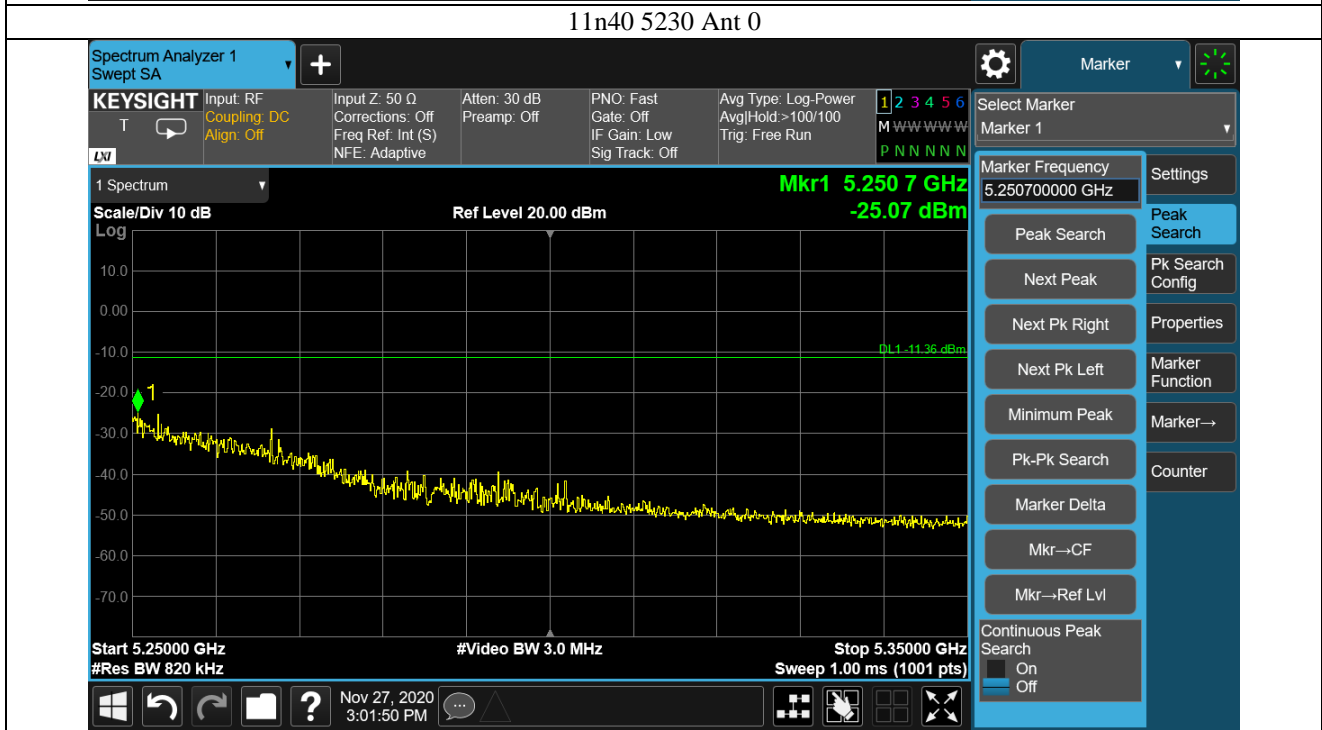 11n40 5230 Ant 0
Spectrum Analyzer 1
Swept SA
+
Marker
KEYSIGHT
T
LXI
Input: RF
Coupling: DC
Align: Off
Input Z: 50 Ω
Corrections: Off
Freq Ref: Int (S)
NFE: Adaptive
Atten: 30 dB
Preamp: Off
PNO: Fast
Gate: Off
IF Gain: Low
Sig Track: Off
Avg Type: Log-Power
Avg|Hold:>100/100
Trig: Free Run
1 2 3 4 5 6
M W W W W W
P N N N N N
Select Marker
Marker 1
1 Spectrum
Scale/Div 10 dB
Log
Ref Level 20.00 dBm
Mkr1 5.250 7 GHz
-25.07 dBm
10.0
0.00
-10.0
-20.0
-30.0
-40.0
-50.0
-60.0
-70.0
DL1 -11.36 dBm
1
Start 5.25000 GHz
#Res BW 820 kHz
#Video BW 3.0 MHz
Stop 5.35000 GHz
Sweep 1.00 ms (1001 pts)
Marker Frequency
5.250700000 GHz
Peak Search
Next Peak
Next Pk Right
Next Pk Left
Minimum Peak
Pk-Pk Search
Marker Delta
Mkr→CF
Mkr→Ref Lvl
Continuous Peak
Search
On
Off
Settings
Peak
Search
Pk Search
Config
Properties
Marker
Function
Marker→
Counter
?
Nov 27, 2020
3:01:50 PM